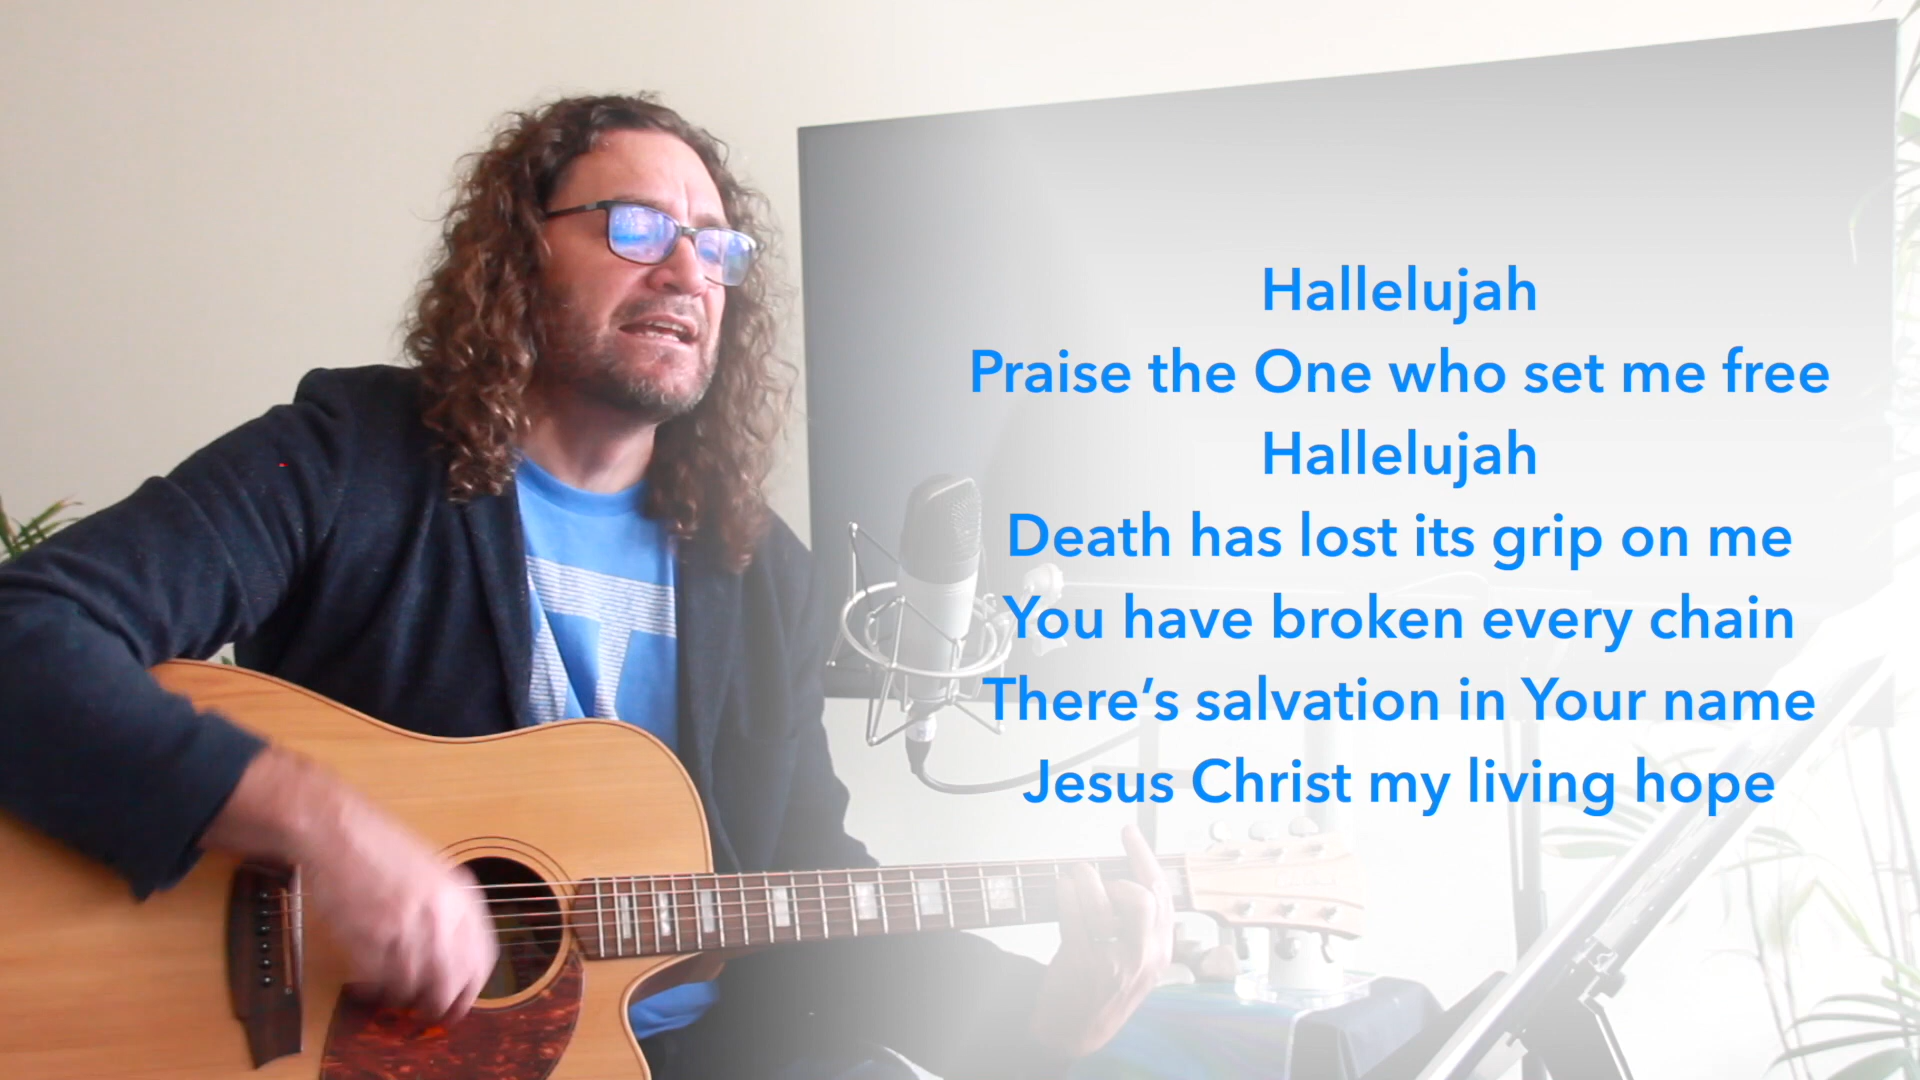 Hallelujah
Praise the One who set me free
Hallelujah
Death has lost its grip on me
You have broken every chain
There’s salvation in Your name
Jesus Christ my living hope